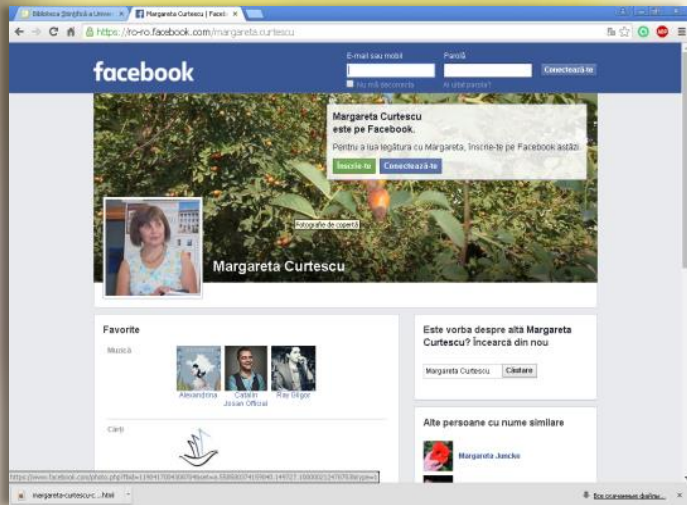 Biblioteca Științifică a Univer
Margareta Curtescu | Faceb
https://ro-ro.facebook.com/margareta.curtescu
facebook
E-mail sau mobil
Parolă
Conectează-te
Nu mă deconecta
Ai uitat parola?
Margareta Curtescu
este pe Facebook.
Pentru a lua legătura cu Margareta, înscrie-te pe Facebook astăzi.
Înscrie-te
Conectează-te
Fotografie de copertă
Margareta Curtescu
Favorite
Muzică
Alexandrina
Catalin
Josan Official
Ray Gligor
Cărți
Este vorba despre altă Margareta
Curtescu? Încearcă din nou
Margareta Curtescu
Căutare
Alte persoane cu nume similare
Margareta Juncke
margareta-curtescu-c....html
Все скачанные файлы...